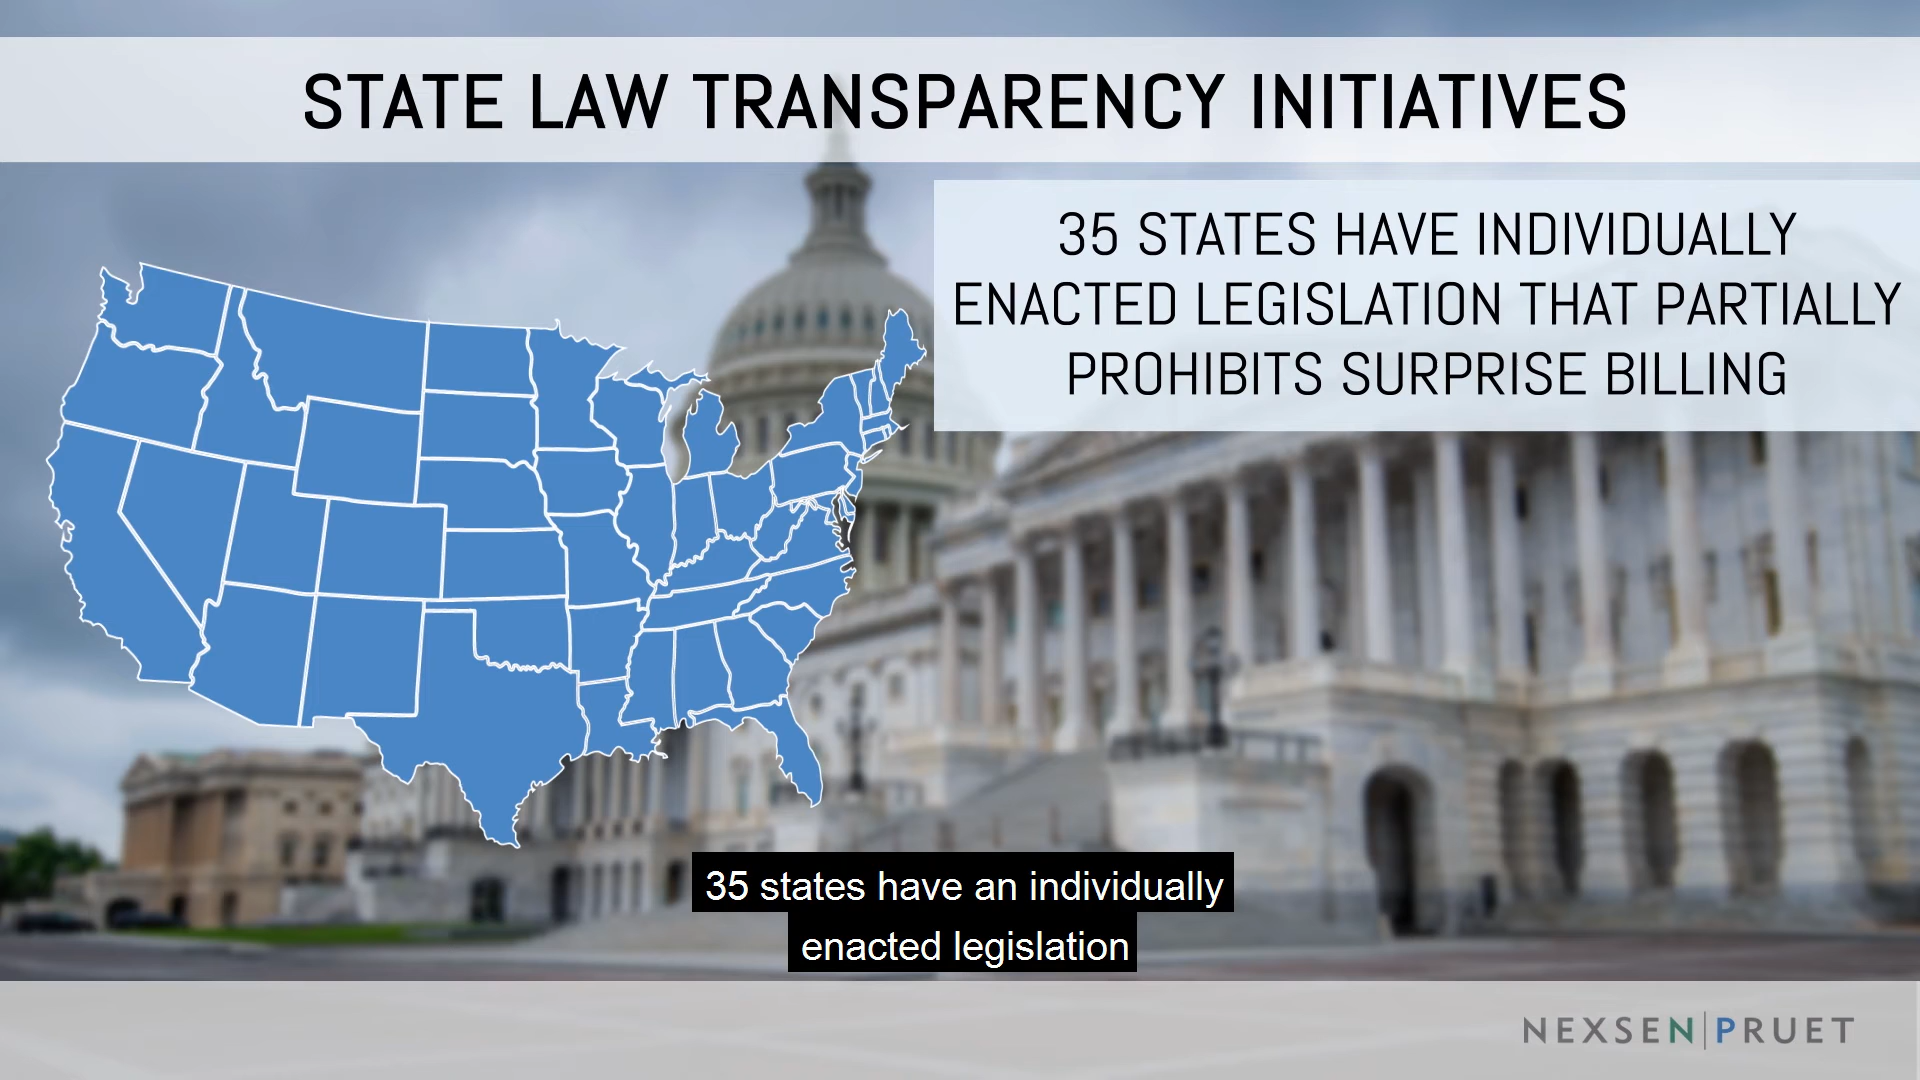 STATE LAW TRANSPARENCY INITIATIVES
35 STATES HAVE INDIVIDUALLY
ENACTED LEGISLATION THAT PARTIALLY
PROHIBITS SURPRISE BILLING
35 states have an individually
enacted legislation
NEXSEN|PRUET